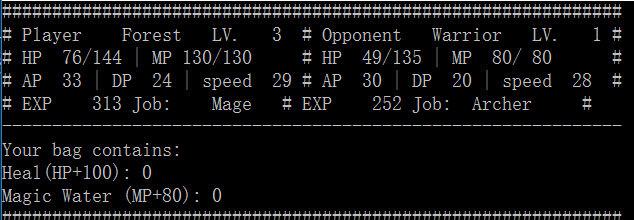 ################################################################
# Player Forest LV. 3 # Opponent Warrior LV. 1 #
# HP 76/144 | MP 130/130 # HP 49/135 | MP 80/ 80 #
# AP 33 | DP 24 | speed 29 # AP 30 | DP 20 | speed 28 #
# EXP 313 Job: Mage # EXP 252 Job: Archer #
----------------------------------------------------------------
Your bag contains:
Heal(HP+100): 0
Magic Water (MP+80): 0
################################################################